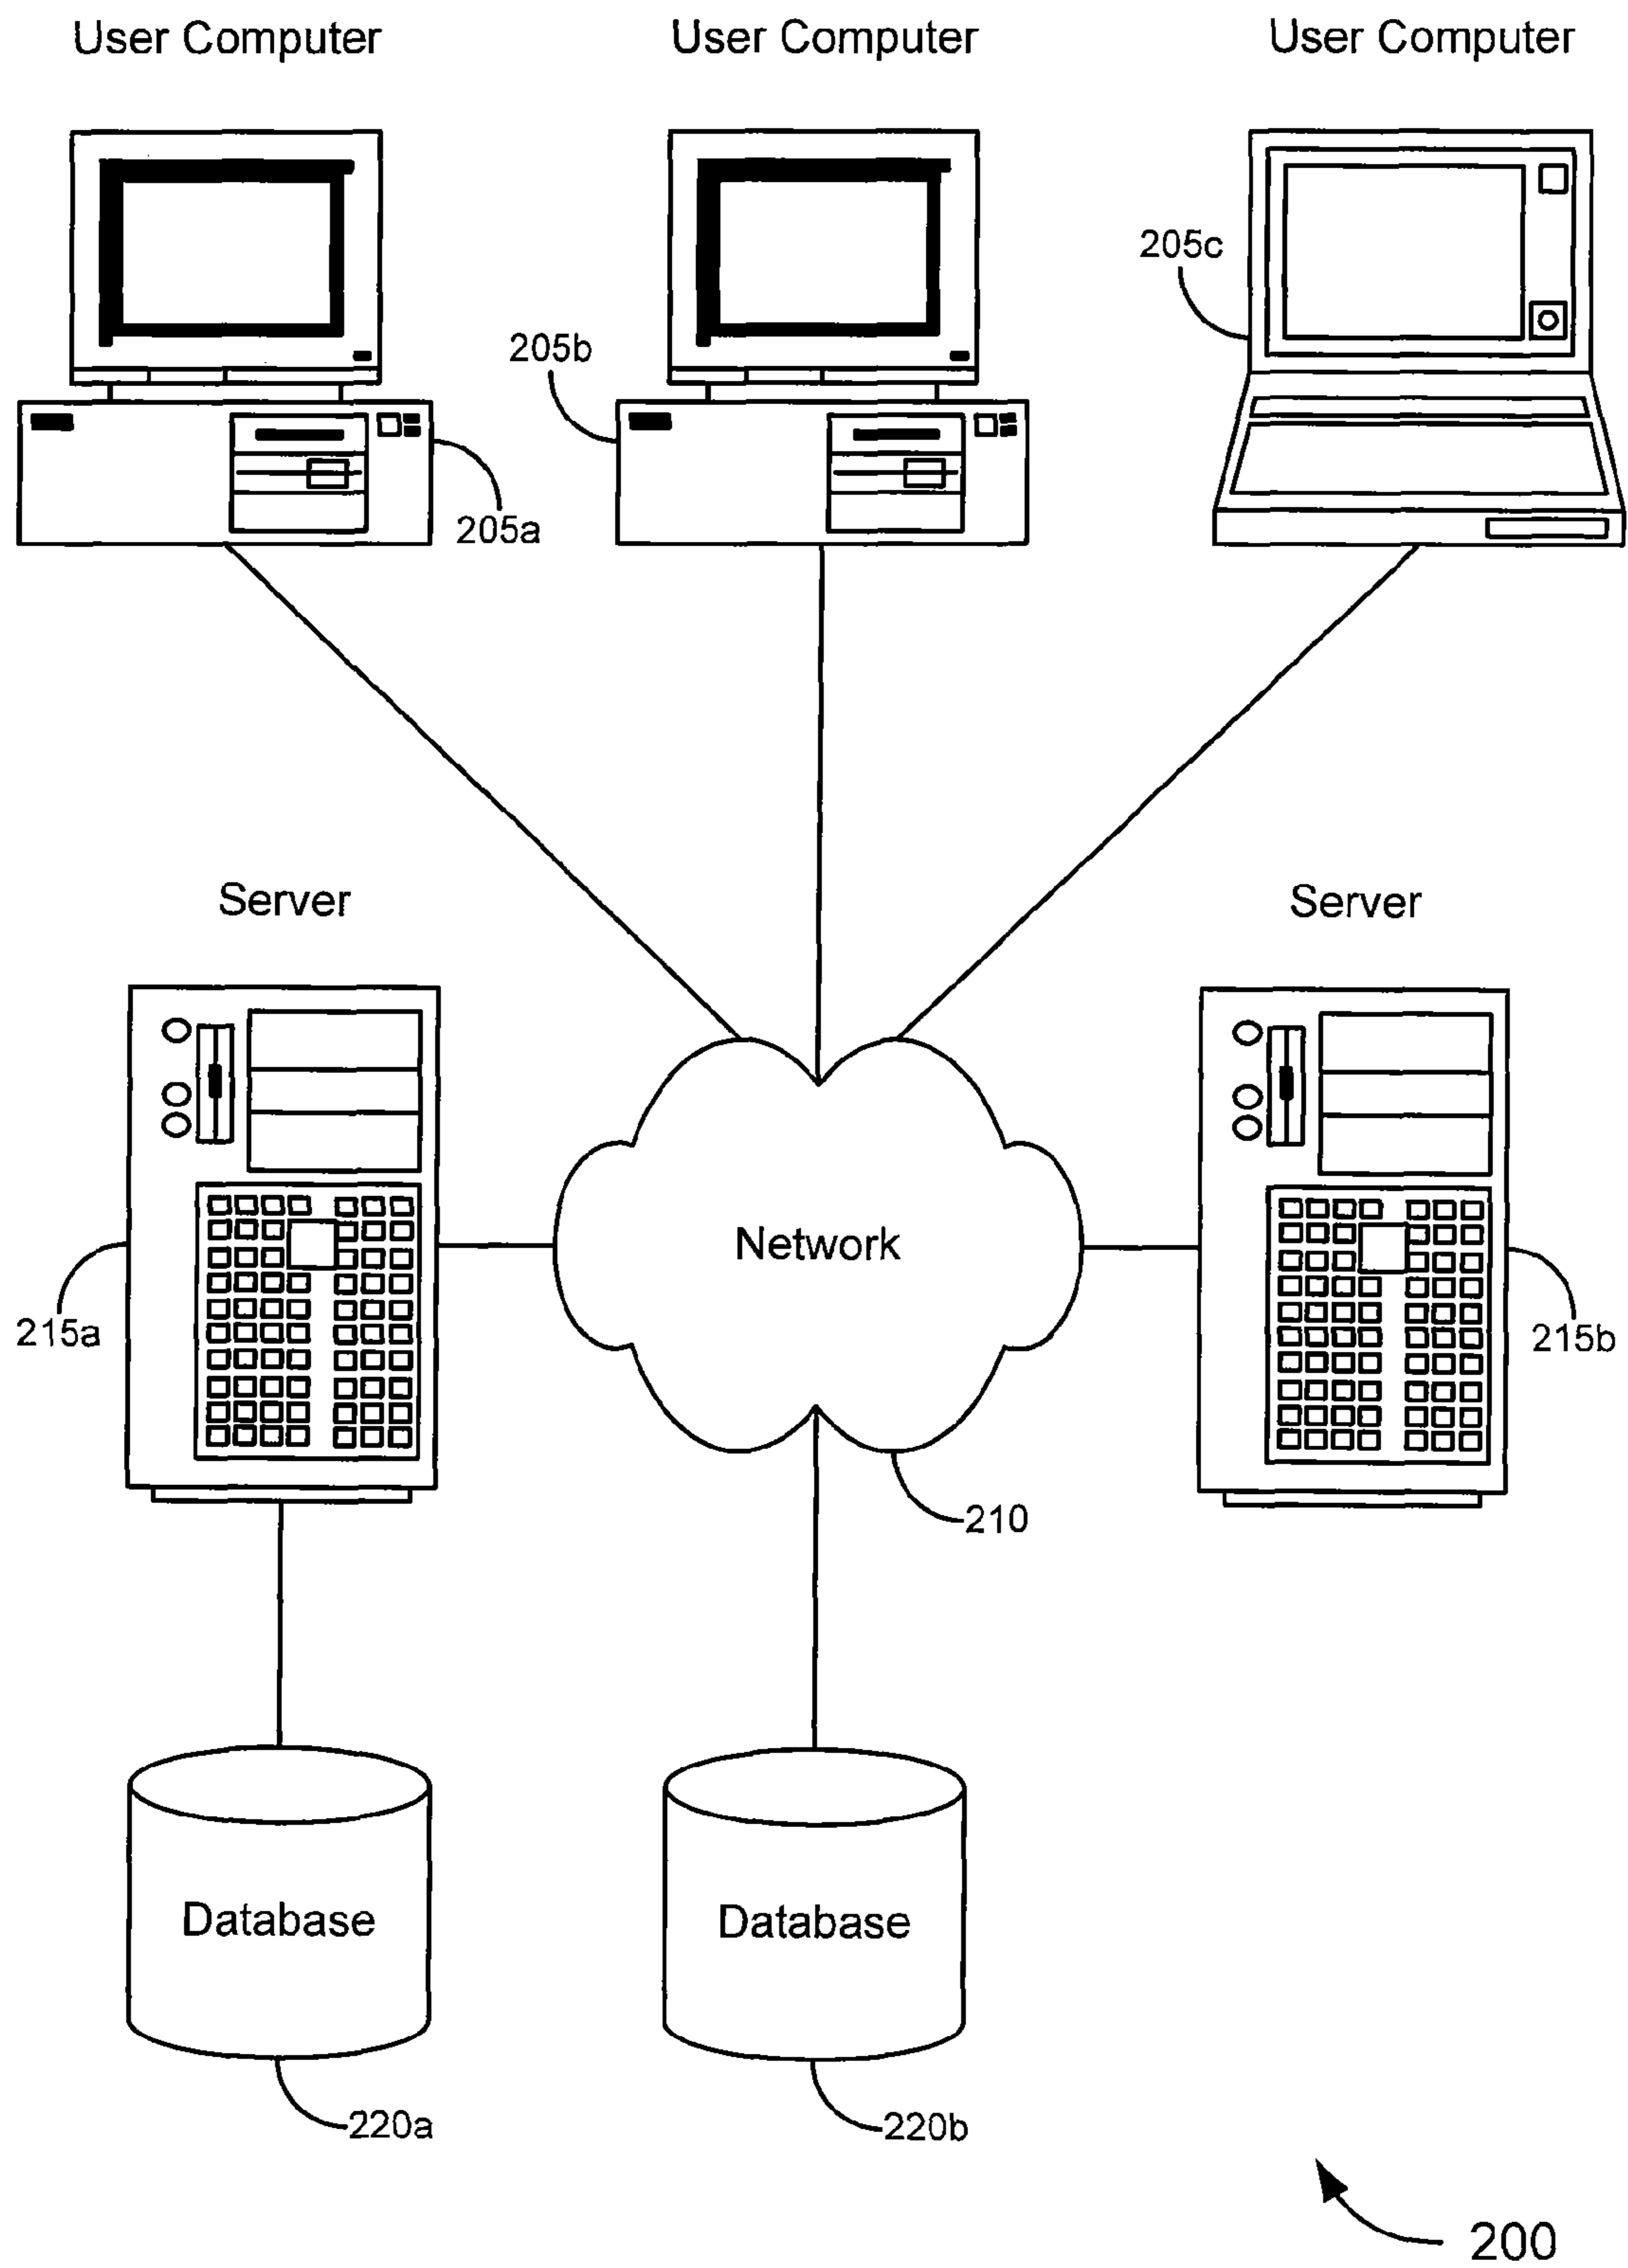 User Computer
User Computer
User Computer
205c
205b
205a
Server
Server
Network
215a
215b
210
Database
Database
220a
220b
200